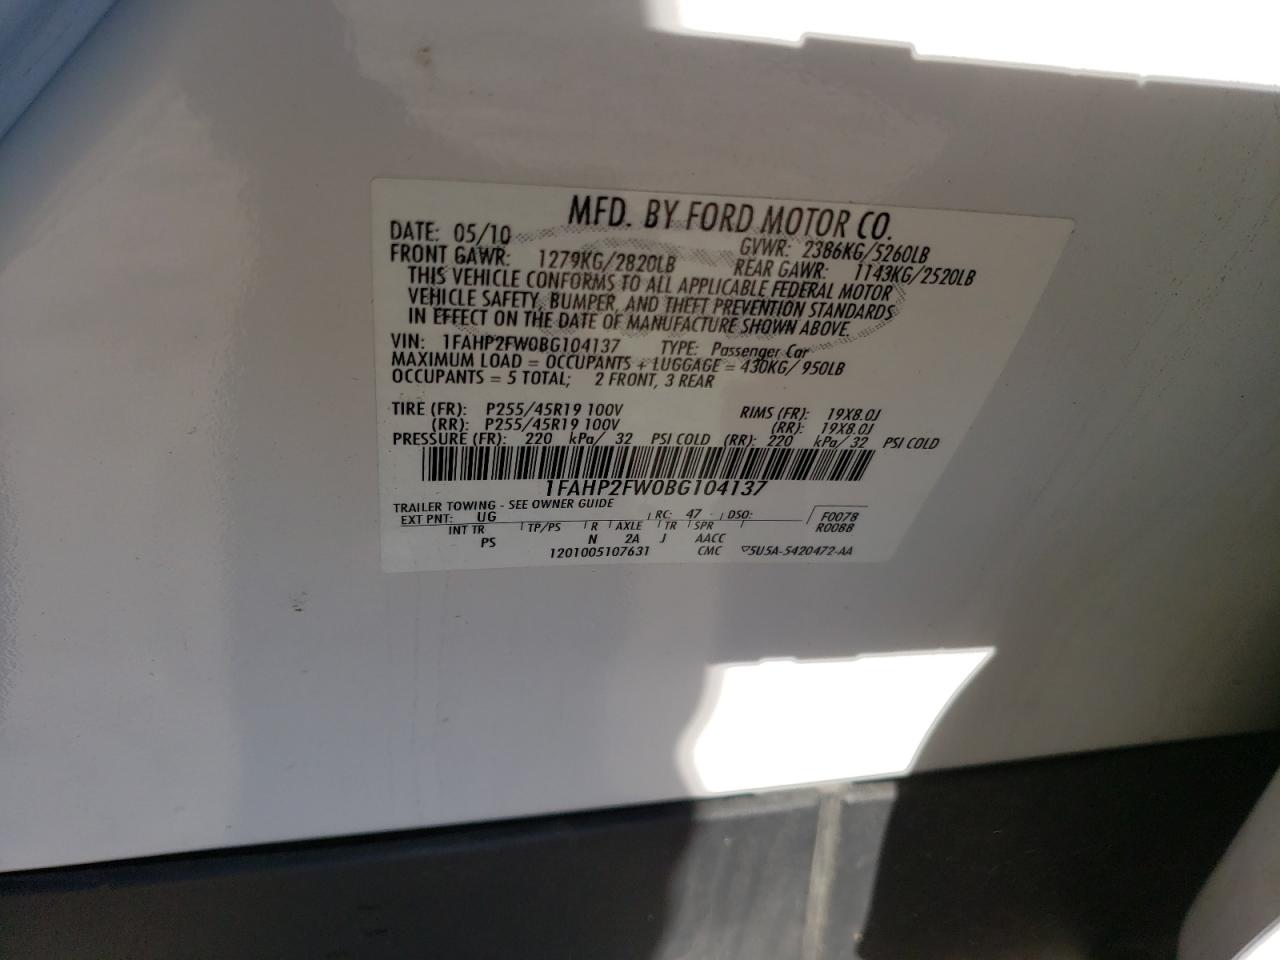 MFD. BY FORD MOTOR CO.
DATE: 05/10 GVWR: 2386KG/5260LB
FRONT GAWR: 1279KG/2820LB REAR GAWR: 1143KG/2520LB
THIS VEHICLE CONFORMS TO ALL APPLICABLE FEDERAL MOTOR
VEHICLE SAFETY, BUMPER, AND THEFT PREVENTION STANDARDS
IN EFFECT ON THE DATE OF MANUFACTURE SHOWN ABOVE.
VIN: 1FAHP2FW0BG104137 TYPE: Passenger Car
MAXIMUM LOAD = OCCUPANTS + LUGGAGE = 430KG/ 950LB
OCCUPANTS = 5 TOTAL; 2 FRONT, 3 REAR
TIRE (FR): P255/45R19 100V RIMS (FR): 19X8.0J
(RR): P255/45R19 100V (RR): 19X8.0J
PRESSURE (FR): 220 kPa/ 32 PSI COLD (RR): 220 kPa/ 32 PSI COLD
1FAHP2FW0BG104137
TRAILER TOWING - SEE OWNER GUIDE
EXT PNT: UG RC: 47 DSO: F0078
INT TR TP/PS R AXLE TR SPR R0088
PS N 2A J AACC
1201005107631 CMC 5U5A-5420472-AA